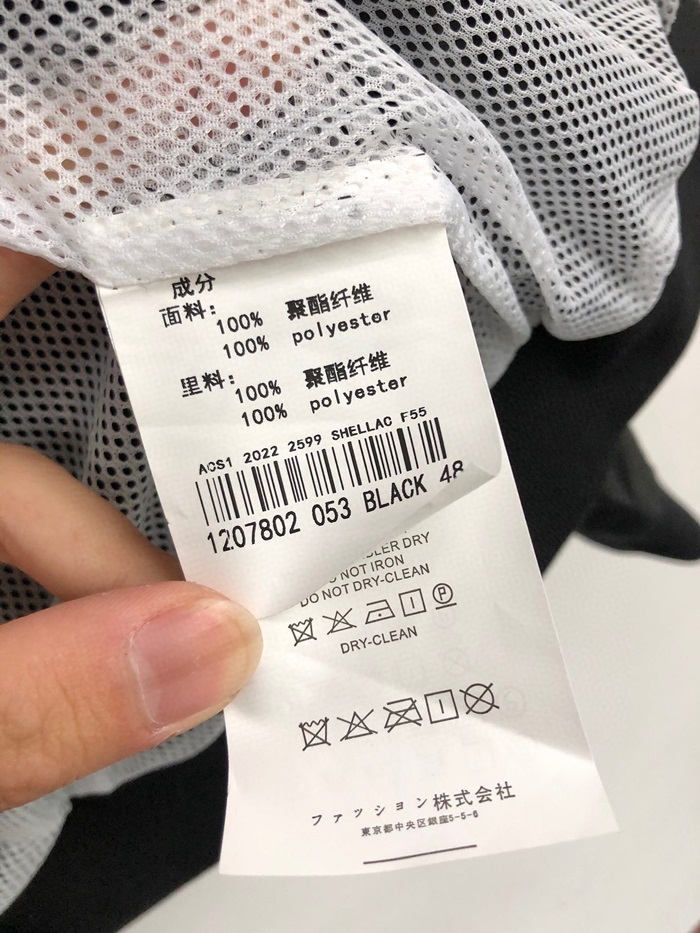 成分
面料:
100% 聚酯纤维
100% polyester
里料:
100% 聚酯纤维
100% polyester
ACS1 2022 2599 SHELLAC F55
1207802 053 BLACK 48
DRY
NOT IRON
DO NOT DRY-CLEAN
P
DRY-CLEAN
ファッション株式会社
東京都中央区銀座5-5-6